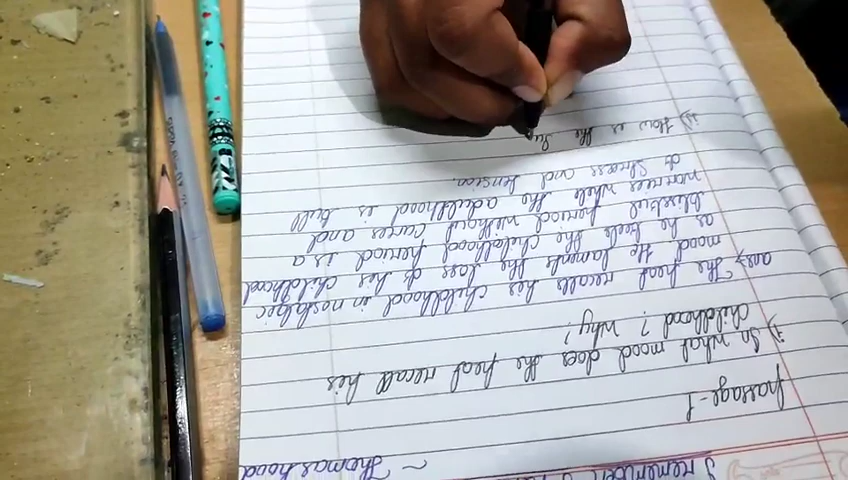 I remember, I
~ Thomas hood
Passage-1
i) In what mood does the poet recall his
childhood? Why?
ans> The poet recalls his childhood in nostalgic
mood. He laments the loss of his childhood
as he feels the childhood period is a
blissful period without cares and
worries while the adulthood is full
of stress and tension.
ii) How is the